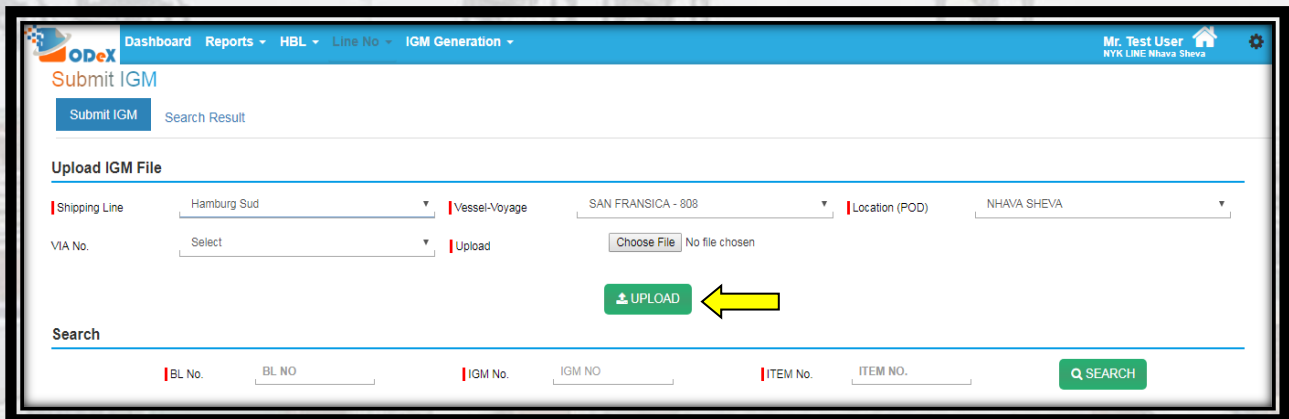 ODeX Dashboard Reports HBL Line No IGM Generation Mr. Test User
NYK LINE Nhava Sheva
Submit IGM
Submit IGM Search Result
Upload IGM File
Shipping Line Hamburg Sud Vessel-Voyage SAN FRANSICA - 808 Location (POD) NHAVA SHEVA
VIA No. Select Upload Choose File No file chosen
UPLOAD
Search
BL No. BL NO IGM No. IGM NO ITEM No. ITEM NO. SEARCH